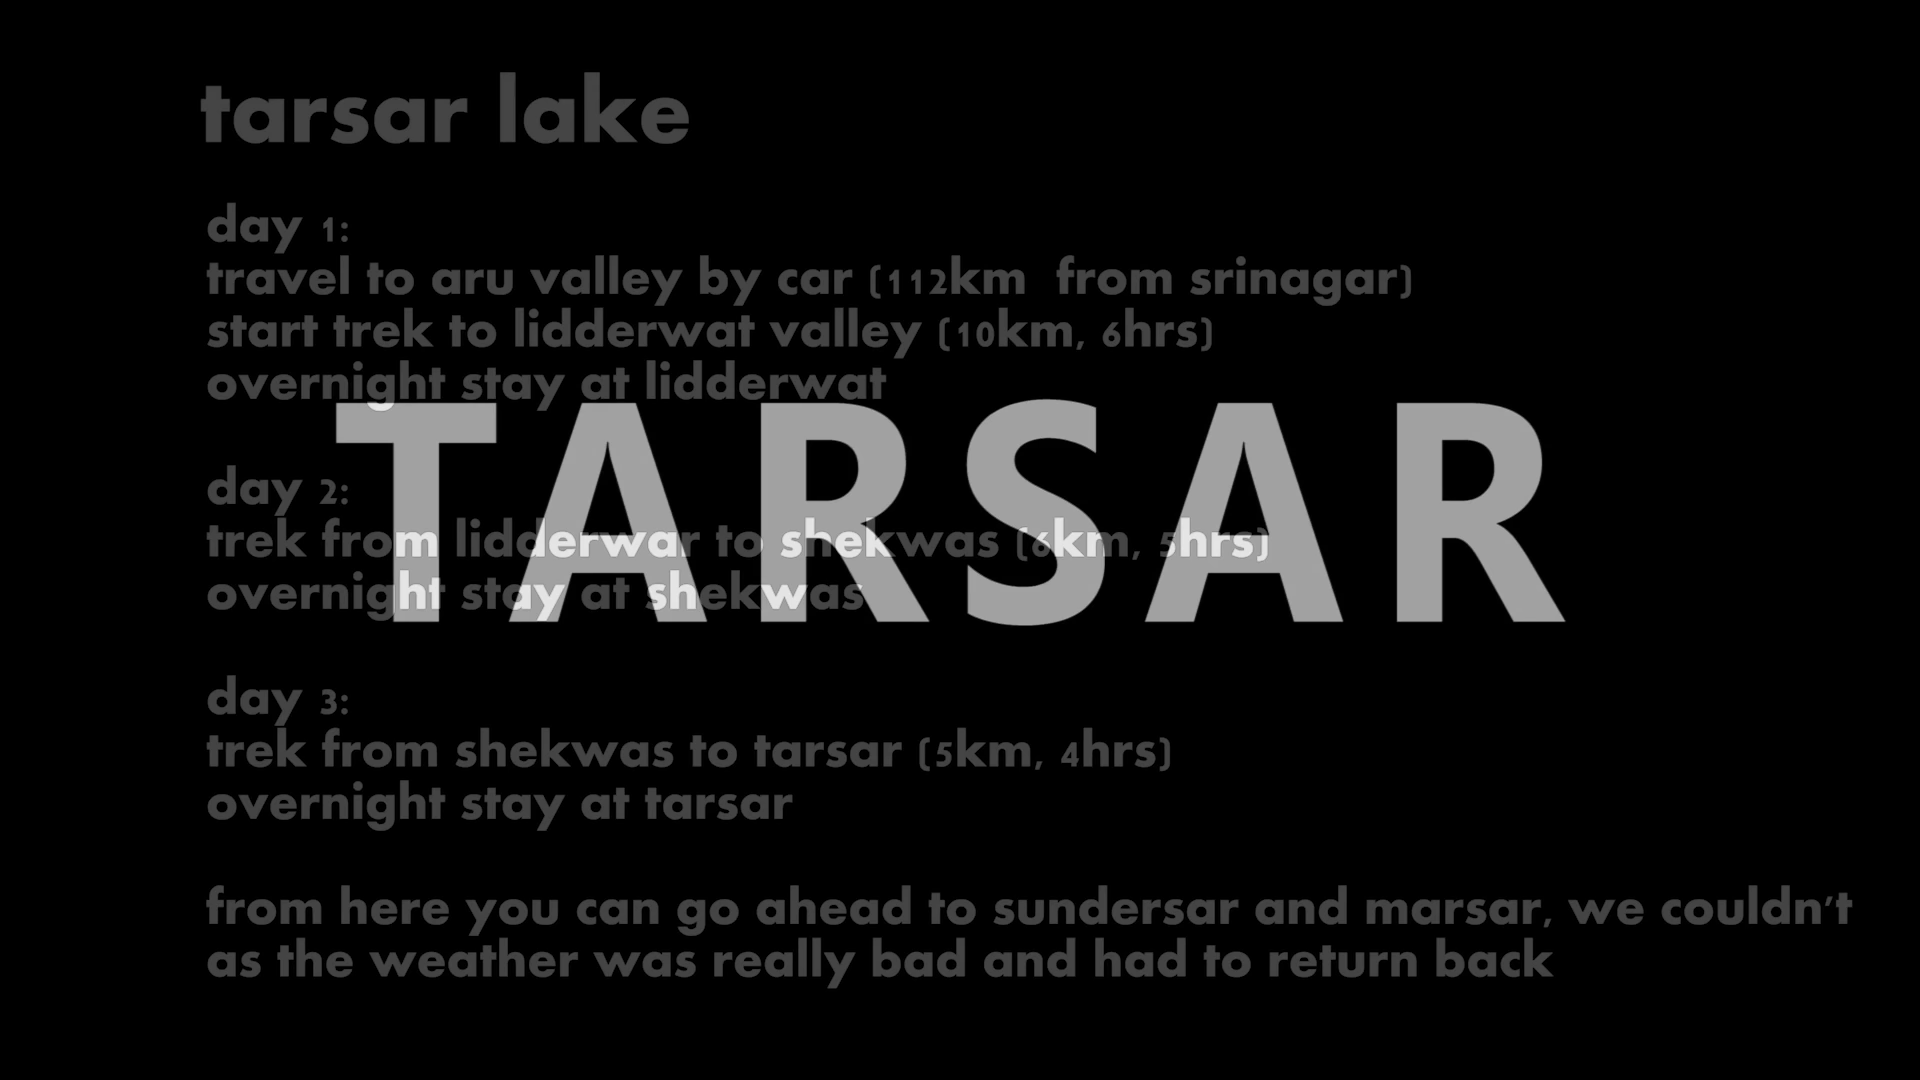 tarsar lake
day 1:
travel to aru valley by car (112km from srinagar)
start trek to lidderwat valley (10km, 6hrs)
overnight stay at lidderwat
TARSAR
day 2:
trek from lidderwar to shekwas (6km, 5hrs)
overnight stay at shekwas
day 3:
trek from shekwas to tarsar (5km, 4hrs)
overnight stay at tarsar
from here you can go ahead to sundersar and marsar, we couldn't
as the weather was really bad and had to return back